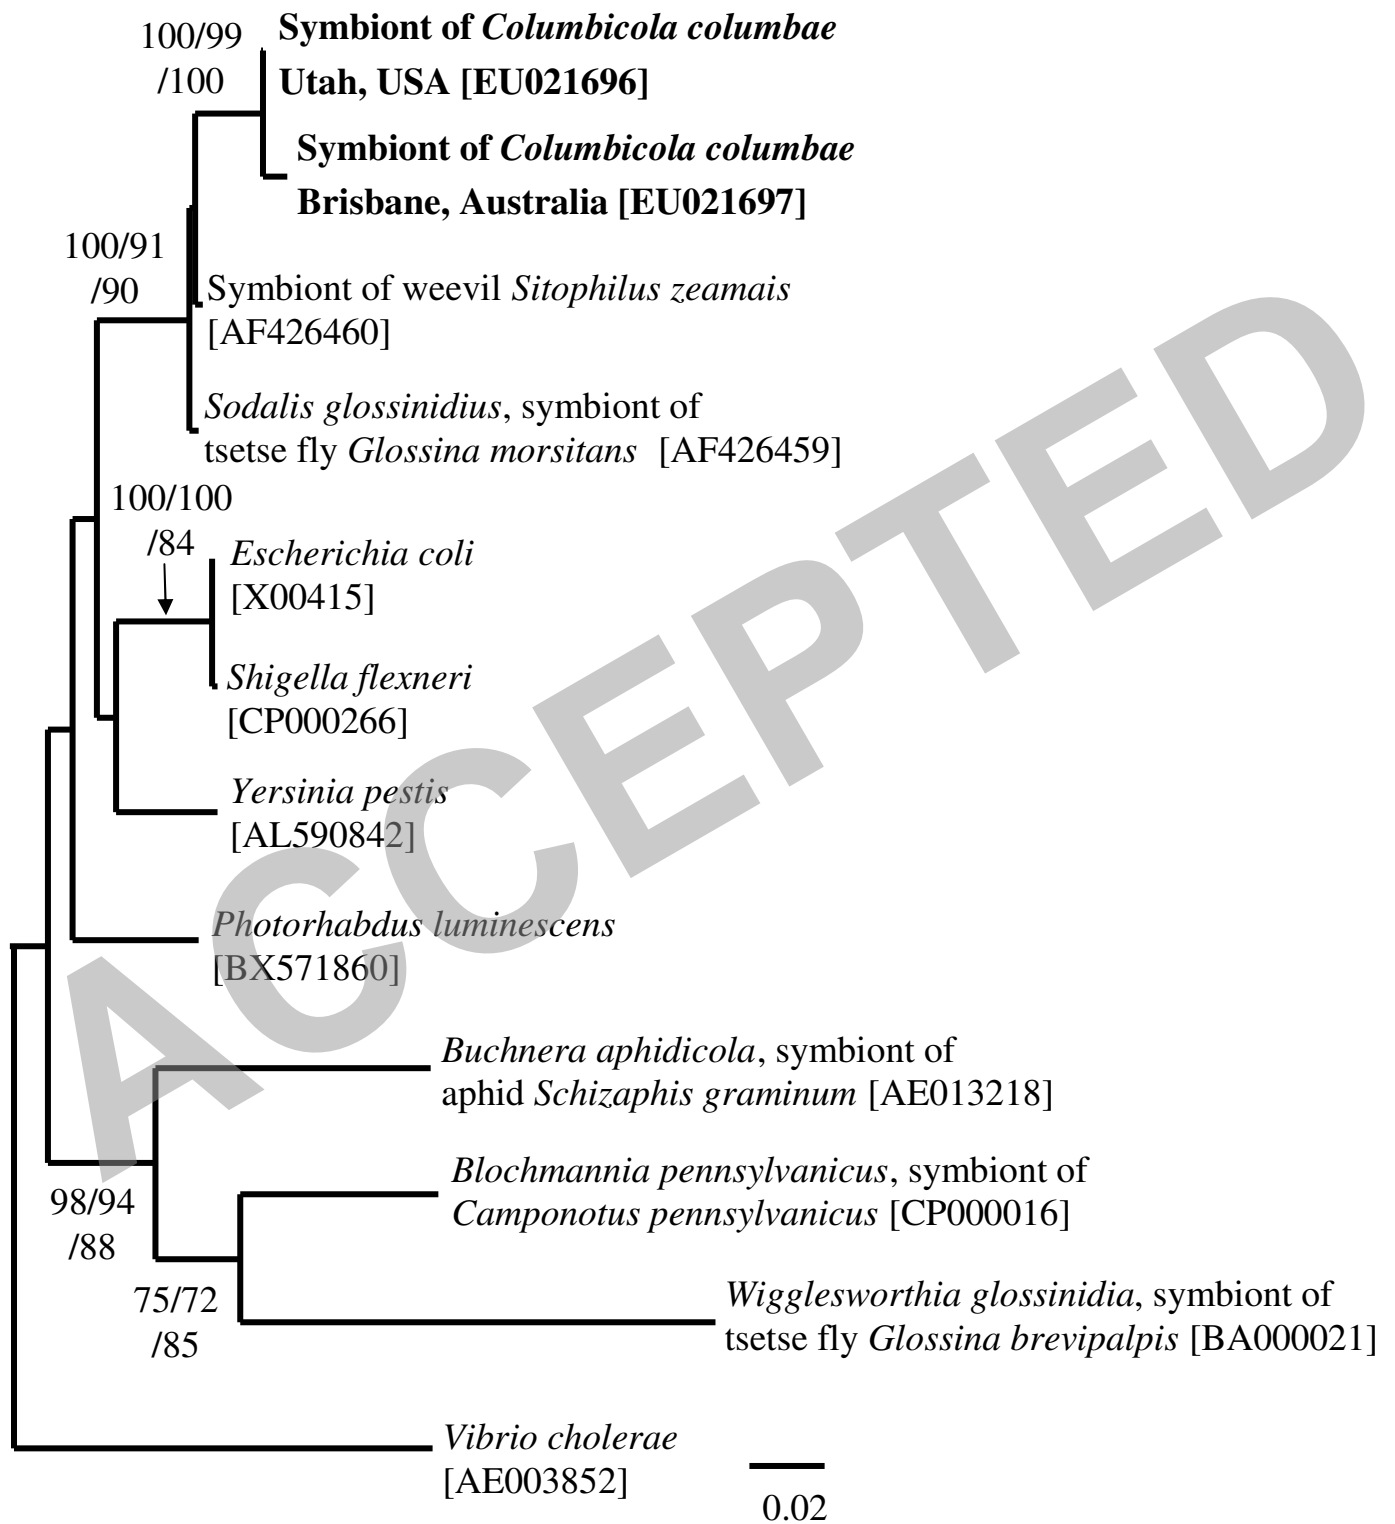 100/99
/100
Symbiont of Columbicola columbae
Utah, USA [EU021696]
Symbiont of Columbicola columbae
Brisbane, Australia [EU021697]
100/91
/90
Symbiont of weevil Sitophilus zeamais
[AF426460]
Sodalis glossinidius, symbiont of
tsetse fly Glossina morsitans [AF426459]
100/100
/84
Escherichia coli
[X00415]
Shigella flexneri
[CP000266]
Yersinia pestis
[AL590842]
Photorhabdus luminescens
[BX571860]
Buchnera aphidicola, symbiont of
aphid Schizaphis graminum [AE013218]
Blochmannia pennsylvanicus, symbiont of
Camponotus pennsylvanicus [CP000016]
98/94
/88
75/72
/85
Wigglesworthia glossinidia, symbiont of
tsetse fly Glossina brevipalpis [BA000021]
Vibrio cholerae
[AE003852]
0.02
ACCEPTED